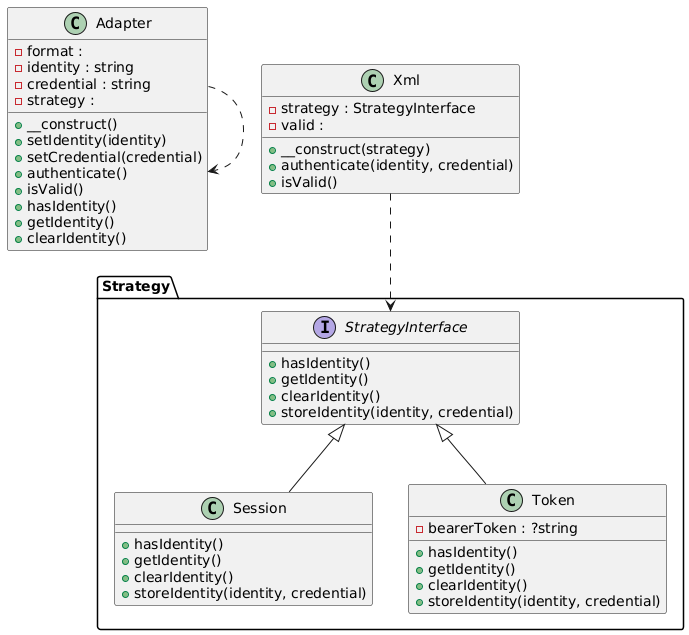 C Adapter
format :
identity : string
credential : string
strategy :
__construct()
setIdentity(identity)
setCredential(credential)
authenticate()
isValid()
hasIdentity()
getIdentity()
clearIdentity()
C Xml
strategy : StrategyInterface
valid :
__construct(strategy)
authenticate(identity, credential)
isValid()
Strategy
I StrategyInterface
hasIdentity()
getIdentity()
clearIdentity()
storeIdentity(identity, credential)
C Session
hasIdentity()
getIdentity()
clearIdentity()
storeIdentity(identity, credential)
C Token
bearerToken : ?string
hasIdentity()
getIdentity()
clearIdentity()
storeIdentity(identity, credential)